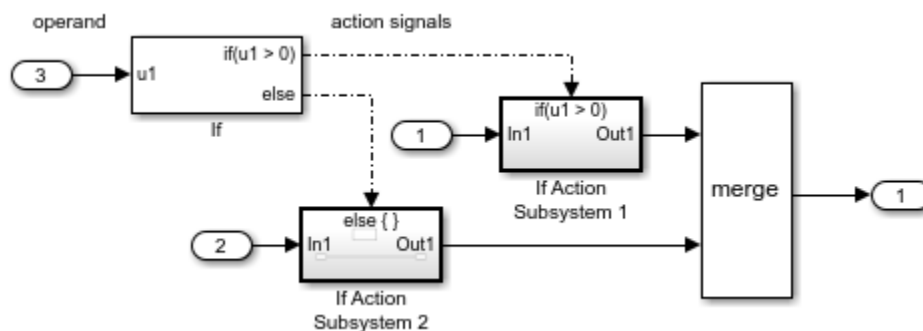 operand
action signals
3
u1
if(u1 > 0)
else
If
1
if(u1 > 0)
In1
Out1
If Action
Subsystem 1
merge
1
2
else { }
In1
Out1
If Action
Subsystem 2